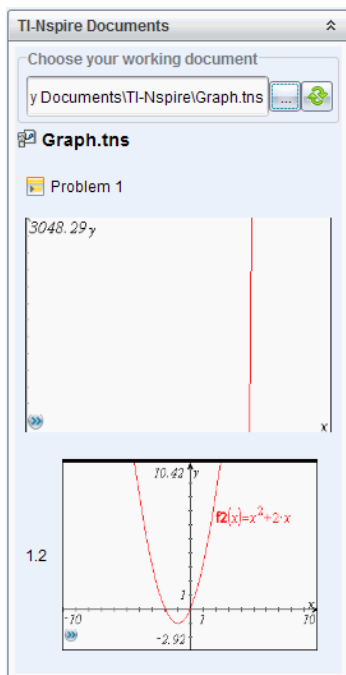 TI-Nspire Documents
Choose your working document
y Documents\TI-Nspire\Graph.tns
...
Graph.tns
Problem 1
3048.29 y
x
1.2
10.42 y
f2(x)=x²+2·x
1
x
-10
1
10
-2.92